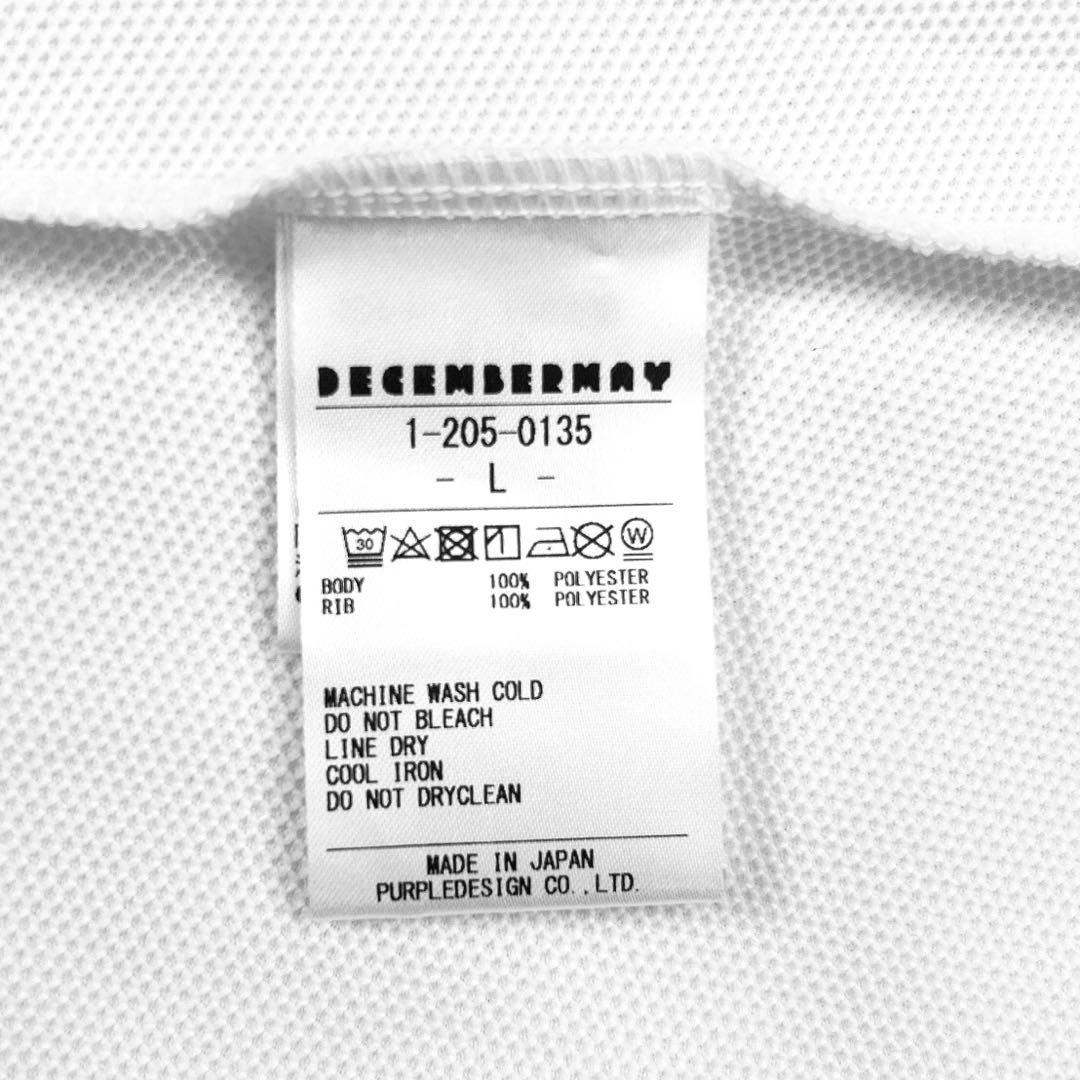 DECEMBERMAY
1-205-0135
- L -
30 W
BODY 100% POLYESTER
RIB 100% POLYESTER
MACHINE WASH COLD
DO NOT BLEACH
LINE DRY
COOL IRON
DO NOT DRYCLEAN
MADE IN JAPAN
PURPLEDESIGN CO.,LTD.